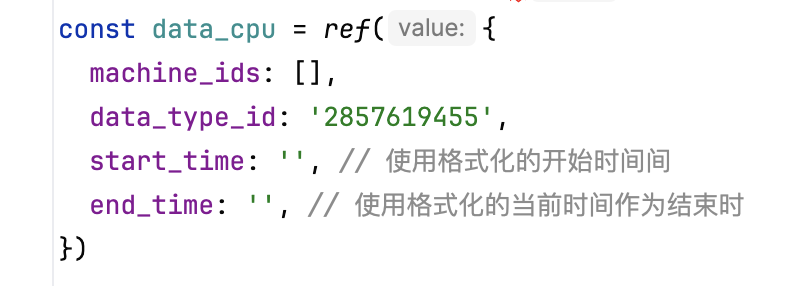 const data_cpu = ref( value: {
machine_ids: [],
data_type_id: '2857619455',
start_time: '', // 使用格式化的开始时间间
end_time: '', // 使用格式化的当前时间作为结束时
})